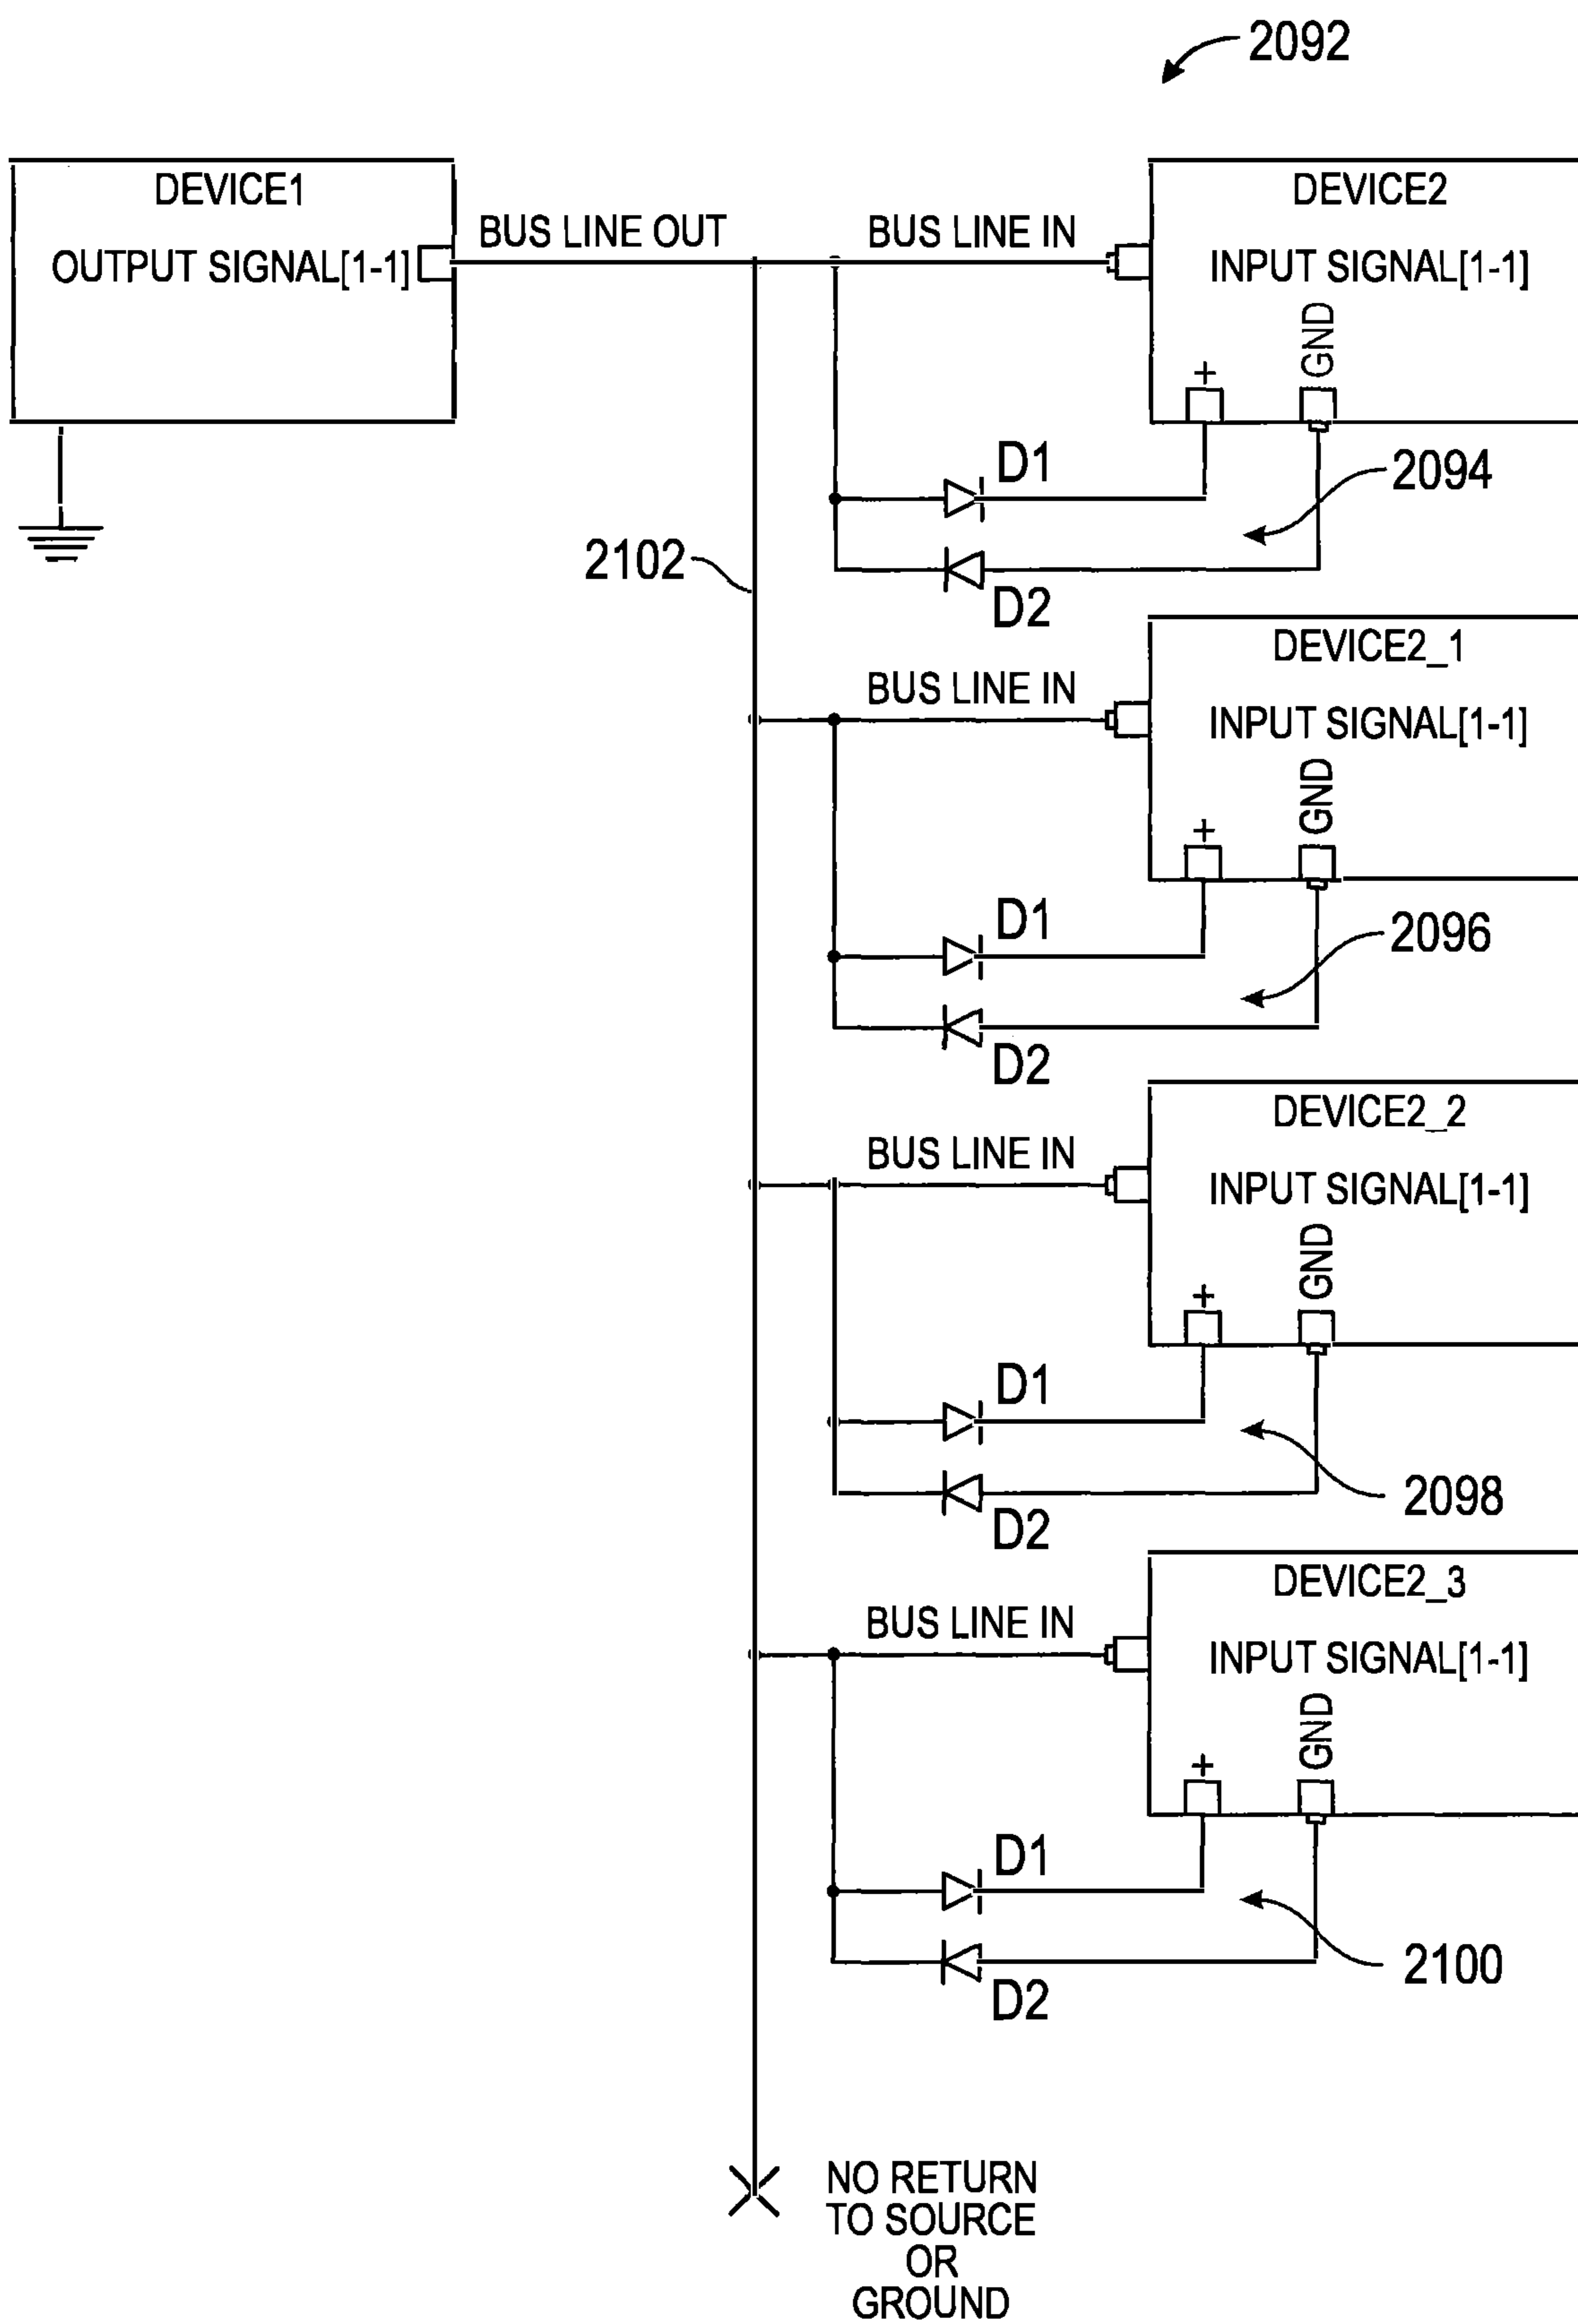 2092
DEVICE1
OUTPUT SIGNAL[1-1]
BUS LINE OUT
BUS LINE IN
DEVICE2
INPUT SIGNAL[1-1]
+
GND
D1
2094
2102
D2
DEVICE2_1
BUS LINE IN
INPUT SIGNAL[1-1]
+
GND
D1
2096
D2
DEVICE2_2
BUS LINE IN
INPUT SIGNAL[1-1]
+
GND
D1
2098
D2
DEVICE2_3
BUS LINE IN
INPUT SIGNAL[1-1]
+
GND
D1
2100
D2
NO RETURN
TO SOURCE
OR
GROUND